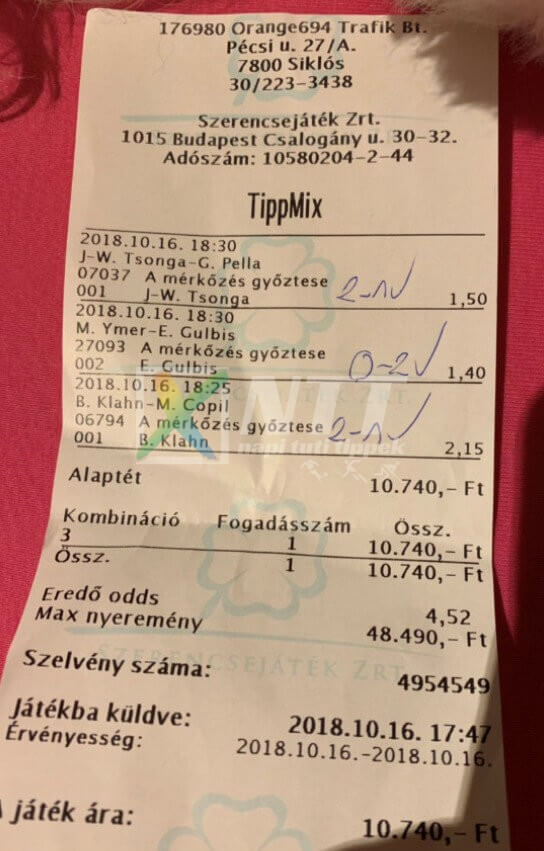 176980 Orange694 Trafik Bt.
Pécsi u. 27/A.
7800 Siklós
30/223-3438
Szerencsejáték Zrt.
1015 Budapest Csalogány u. 30-32.
Adószám: 10580204-2-44
TippMix
2018.10.16. 18:30
J-W. Tsonga-G. Pella
07037 A mérkőzés győztese 2-1
001 J-W. Tsonga 1,50
2018.10.16. 18:30
M. Ymer-E. Gulbis
27093 A mérkőzés győztese 0-2
002 E. Gulbis 1,40
2018.10.16. 18:25
B. Klahn-M. Copil
06794 A mérkőzés győztese 2-1
001 B. Klahn 2,15
NTT
napi tuti tippek
Alaptét 10.740,- Ft
Kombináció Fogadásszám Össz.
3 1 10.740,- Ft
Össz. 1 10.740,- Ft
Eredő odds 4,52
Max nyeremény 48.490,- Ft
SZERENCSEJÁTÉK ZRT
Szelvény száma: 4954549
Játékba küldve: 2018.10.16. 17:47
Érvényesség: 2018.10.16.-2018.10.16.
játék ára: 10.740,- Ft